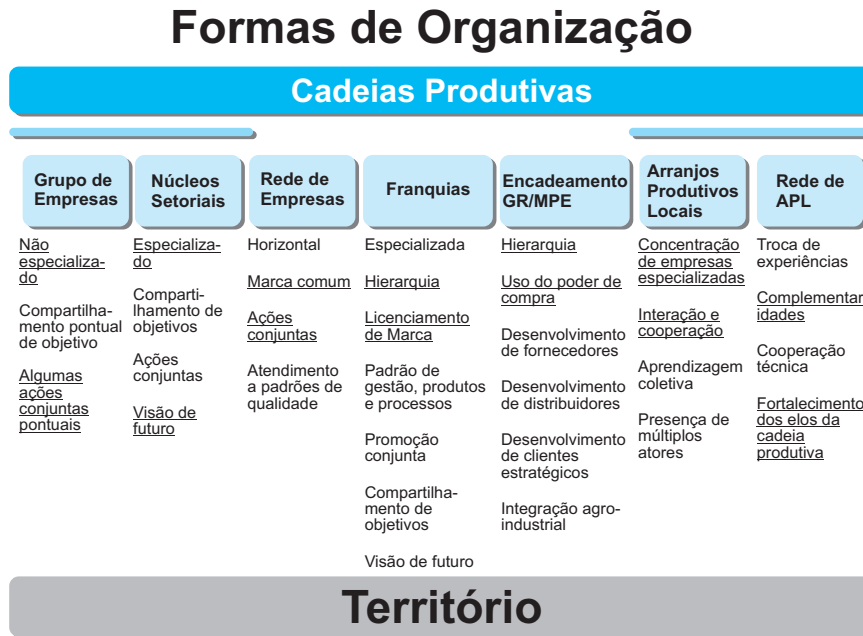 Formas de Organização
Cadeias Produtivas
Grupo de
Empresas
Não
especializa-
do
Compartilha-
mento pontual
de objetivo
Algumas
ações
conjuntas
pontuais
Núcleos
Setoriais
Especializa-
do
Comparti-
lhamento de
objetivos
Ações
conjuntas
Visão de
futuro
Rede de
Empresas
Horizontal
Marca comum
Ações
conjuntas
Atendimento
a padrões de
qualidade
Franquias
Especializada
Hierarquia
Licenciamento
de Marca
Padrão de
gestão, produtos
e processos
Promoção
conjunta
Compartilha-
mento de
objetivos
Visão de futuro
Encadeamento
GR/MPE
Hierarquia
Uso do poder de
compra
Desenvolvimento
de fornecedores
Desenvolvimento
de distribuidores
Desenvolvimento
de clientes
estratégicos
Integração agro-
industrial
Arranjos
Produtivos
Locais
Concentração
de empresas
especializadas
Interação e
cooperação
Aprendizagem
coletiva
Presença de
múltiplos
atores
Rede de
APL
Troca de
experiências
Complementar
idades
Cooperação
técnica
Fortalecimento
dos elos da
cadeia
produtiva
Território